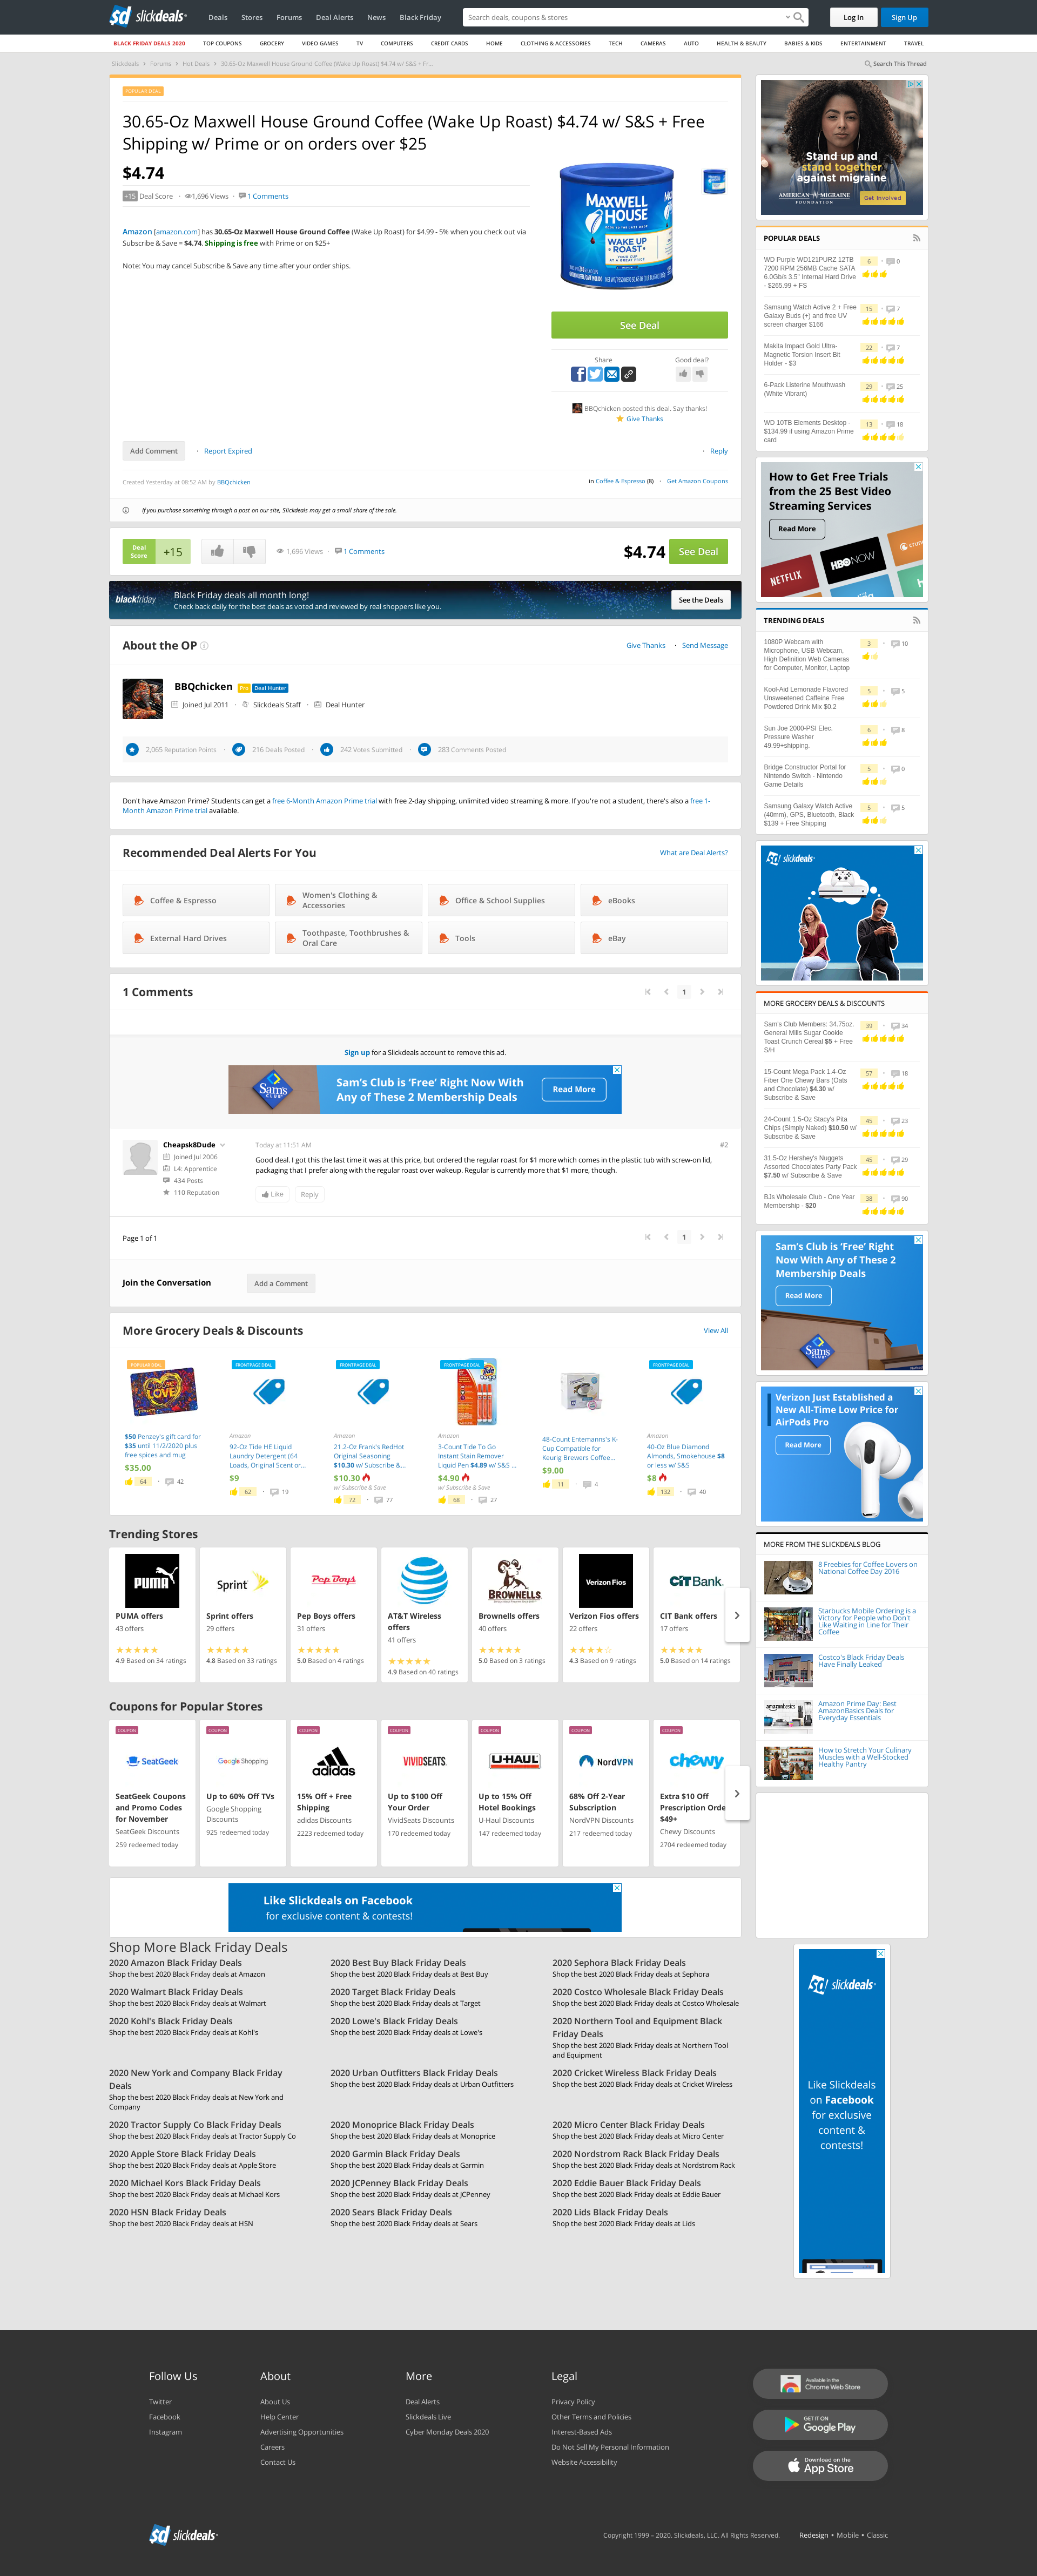 slickdeals
Deals
Stores
Forums
Deal Alerts
News
Black Friday
Search deals, coupons & stores
Log In
Sign Up
BLACK FRIDAY DEALS 2020
TOP COUPONS
GROCERY
VIDEO GAMES
TV
COMPUTERS
CREDIT CARDS
HOME
CLOTHING & ACCESSORIES
TECH
CAMERAS
AUTO
HEALTH & BEAUTY
BABIES & KIDS
ENTERTAINMENT
TRAVEL
Slickdeals > Forums > Hot Deals > 30.65-Oz Maxwell House Ground Coffee (Wake Up Roast) $4.74 w/ S&S + Fr...
Search This Thread
POPULAR DEAL
30.65-Oz Maxwell House Ground Coffee (Wake Up Roast) $4.74 w/ S&S + Free
Shipping w/ Prime or on orders over $25
$4.74
+15 Deal Score
1,696 Views
1 Comments
Amazon [amazon.com] has 30.65-Oz Maxwell House Ground Coffee (Wake Up Roast) for $4.99 - 5% when you check out via
Subscribe & Save = $4.74. Shipping is free with Prime or on $25+
Note: You may cancel Subscribe & Save any time after your order ships.
MAXWELL HOUSE
WAKE UP ROAST
See Deal
Share
Good deal?
BBQchicken posted this deal. Say thanks!
Give Thanks
Add Comment
Report Expired
Reply
Created Yesterday at 08:52 AM by BBQchicken
in Coffee & Espresso (8)
Get Amazon Coupons
If you purchase something through a post on our site, Slickdeals may get a small share of the sale.
Deal Score
+15
1,696 Views
1 Comments
$4.74
See Deal
blackfriday
Black Friday deals all month long!
Check back daily for the best deals as voted and reviewed by real shoppers like you.
See the Deals
About the OP
Give Thanks
Send Message
BBQchicken
Pro
Deal Hunter
Joined Jul 2011
Slickdeals Staff
Deal Hunter
2,065 Reputation Points
216 Deals Posted
242 Votes Submitted
283 Comments Posted
Don't have Amazon Prime? Students can get a free 6-Month Amazon Prime trial with free 2-day shipping, unlimited video streaming & more. If you're not a student, there's also a free 1-
Month Amazon Prime trial available.
Recommended Deal Alerts For You
What are Deal Alerts?
Coffee & Espresso
Women's Clothing &
Accessories
Office & School Supplies
eBooks
External Hard Drives
Toothpaste, Toothbrushes &
Oral Care
Tools
eBay
1 Comments
1
Sign up for a Slickdeals account to remove this ad.
Sam's CLUB
Sam's Club is 'Free' Right Now With
Any of These 2 Membership Deals
Read More
Cheapsk8Dude
Joined Jul 2006
L4: Apprentice
434 Posts
110 Reputation
Today at 11:51 AM
#2
Good deal. I got this the last time it was at this price, but ordered the regular roast for $1 more which comes in the plastic tub with screw-on lid,
packaging that I prefer along with the regular roast over wakeup. Regular is currently more that $1 more, though.
Like
Reply
Page 1 of 1
1
Join the Conversation
Add a Comment
More Grocery Deals & Discounts
View All
POPULAR DEAL
$50 Penzey's gift card for
$35 until 11/2/2020 plus
free spices and mug
$35.00
64
42
FRONTPAGE DEAL
Amazon
92-Oz Tide HE Liquid
Laundry Detergent (64
Loads, Original Scent or...
$9
62
19
FRONTPAGE DEAL
Amazon
21.2-Oz Frank's RedHot
Original Seasoning
$10.30 w/ Subscribe &...
$10.30
w/ Subscribe & Save
72
77
FRONTPAGE DEAL
Amazon
3-Count Tide To Go
Instant Stain Remover
Liquid Pen $4.89 w/ S&S ...
$4.90
w/ Subscribe & Save
68
27
48-Count Entemanns's K-
Cup Compatible for
Keurig Brewers Coffee...
$9.00
11
4
FRONTPAGE DEAL
Amazon
40-Oz Blue Diamond
Almonds, Smokehouse $8
or less w/ S&S
$8
132
40
Trending Stores
PUMA
PUMA offers
43 offers
4.9 Based on 34 ratings
Sprint
Sprint offers
29 offers
4.8 Based on 33 ratings
Pep Boys
Pep Boys offers
31 offers
5.0 Based on 4 ratings
AT&T Wireless
offers
41 offers
4.9 Based on 40 ratings
BROWNELLS
Brownells offers
40 offers
5.0 Based on 3 ratings
Verizon Fios
Verizon Fios offers
22 offers
4.3 Based on 9 ratings
CIT BANK
CIT Bank offers
17 offers
5.0 Based on 14 ratings
Coupons for Popular Stores
COUPON
SeatGeek
SeatGeek Coupons
and Promo Codes
for November
SeatGeek Discounts
259 redeemed today
COUPON
Google Shopping
Up to 60% Off TVs
Google Shopping
Discounts
925 redeemed today
COUPON
adidas
15% Off + Free
Shipping
adidas Discounts
2223 redeemed today
COUPON
VIVID SEATS
Up to $100 Off
Your Order
VividSeats Discounts
170 redeemed today
COUPON
U-HAUL
Up to 15% Off
Hotel Bookings
U-Haul Discounts
147 redeemed today
COUPON
NordVPN
68% Off 2-Year
Subscription
NordVPN Discounts
217 redeemed today
COUPON
chewy
Extra $10 Off
Prescription Orde
$49+
Chewy Discounts
2704 redeemed today
Like Slickdeals on Facebook
for exclusive content & contests!
Shop More Black Friday Deals
2020 Amazon Black Friday Deals
Shop the best 2020 Black Friday deals at Amazon
2020 Best Buy Black Friday Deals
Shop the best 2020 Black Friday deals at Best Buy
2020 Sephora Black Friday Deals
Shop the best 2020 Black Friday deals at Sephora
2020 Walmart Black Friday Deals
Shop the best 2020 Black Friday deals at Walmart
2020 Target Black Friday Deals
Shop the best 2020 Black Friday deals at Target
2020 Costco Wholesale Black Friday Deals
Shop the best 2020 Black Friday deals at Costco Wholesale
2020 Kohl's Black Friday Deals
Shop the best 2020 Black Friday deals at Kohl's
2020 Lowe's Black Friday Deals
Shop the best 2020 Black Friday deals at Lowe's
2020 Northern Tool and Equipment Black
Friday Deals
Shop the best 2020 Black Friday deals at Northern Tool
and Equipment
2020 New York and Company Black Friday
Deals
Shop the best 2020 Black Friday deals at New York and
Company
2020 Urban Outfitters Black Friday Deals
Shop the best 2020 Black Friday deals at Urban Outfitters
2020 Cricket Wireless Black Friday Deals
Shop the best 2020 Black Friday deals at Cricket Wireless
2020 Tractor Supply Co Black Friday Deals
Shop the best 2020 Black Friday deals at Tractor Supply Co
2020 Monoprice Black Friday Deals
Shop the best 2020 Black Friday deals at Monoprice
2020 Micro Center Black Friday Deals
Shop the best 2020 Black Friday deals at Micro Center
2020 Apple Store Black Friday Deals
Shop the best 2020 Black Friday deals at Apple Store
2020 Garmin Black Friday Deals
Shop the best 2020 Black Friday deals at Garmin
2020 Nordstrom Rack Black Friday Deals
Shop the best 2020 Black Friday deals at Nordstrom Rack
2020 Michael Kors Black Friday Deals
Shop the best 2020 Black Friday deals at Michael Kors
2020 JCPenney Black Friday Deals
Shop the best 2020 Black Friday deals at JCPenney
2020 Eddie Bauer Black Friday Deals
Shop the best 2020 Black Friday deals at Eddie Bauer
2020 HSN Black Friday Deals
Shop the best 2020 Black Friday deals at HSN
2020 Sears Black Friday Deals
Shop the best 2020 Black Friday deals at Sears
2020 Lids Black Friday Deals
Shop the best 2020 Black Friday deals at Lids
Stand up and
stand together
against migraine
AMERICAN MIGRAINE
FOUNDATION
Get Involved
POPULAR DEALS
WD Purple WD121PURZ 12TB
7200 RPM 256MB Cache SATA
6.0Gb/s 3.5" Internal Hard Drive
- $265.99 + FS
6
0
Samsung Watch Active 2 + Free
Galaxy Buds (+) and free UV
screen charger $166
15
7
Makita Impact Gold Ultra-
Magnetic Torsion Insert Bit
Holder - $3
22
7
6-Pack Listerine Mouthwash
(White Vibrant)
29
25
WD 10TB Elements Desktop -
$134.99 if using Amazon Prime
card
13
18
How to Get Free Trials
from the 25 Best Video
Streaming Services
Read More
NETFLIX
HBO NOW
TRENDING DEALS
1080P Webcam with
Microphone, USB Webcam,
High Definition Web Cameras
for Computer, Monitor, Laptop
3
10
Kool-Aid Lemonade Flavored
Unsweetened Caffeine Free
Powdered Drink Mix $0.2
5
5
Sun Joe 2000-PSI Elec.
Pressure Washer
49.99+shipping.
6
8
Bridge Constructor Portal for
Nintendo Switch - Nintendo
Game Details
5
0
Samsung Galaxy Watch Active
(40mm), GPS, Bluetooth, Black
$139 + Free Shipping
5
5
slickdeals
MORE GROCERY DEALS & DISCOUNTS
Sam's Club Members: 34.75oz.
General Mills Sugar Cookie
Toast Crunch Cereal $5 + Free
S/H
39
34
15-Count Mega Pack 1.4-Oz
Fiber One Chewy Bars (Oats
and Chocolate) $4.30 w/
Subscribe & Save
57
18
24-Count 1.5-Oz Stacy's Pita
Chips (Simply Naked) $10.50 w/
Subscribe & Save
45
23
31.5-Oz Hershey's Nuggets
Assorted Chocolates Party Pack
$7.50 w/ Subscribe & Save
45
29
BJs Wholesale Club - One Year
Membership - $20
38
90
Sam's Club is 'Free' Right
Now With Any of These 2
Membership Deals
Read More
Sam's CLUB
Verizon Just Established a
New All-Time Low Price for
AirPods Pro
Read More
MORE FROM THE SLICKDEALS BLOG
8 Freebies for Coffee Lovers on
National Coffee Day 2016
Starbucks Mobile Ordering is a
Victory for People who Don't
Like Waiting in Line for Their
Coffee
Costco's Black Friday Deals
Have Finally Leaked
amazonbasics
Amazon Prime Day: Best
AmazonBasics Deals for
Everyday Essentials
How to Stretch Your Culinary
Muscles with a Well-Stocked
Healthy Pantry
slickdeals
Like Slickdeals
on Facebook
for exclusive
content &
contests!
Follow Us
Twitter
Facebook
Instagram
About
About Us
Help Center
Advertising Opportunities
Careers
Contact Us
More
Deal Alerts
Slickdeals Live
Cyber Monday Deals 2020
Legal
Privacy Policy
Other Terms and Policies
Interest-Based Ads
Do Not Sell My Personal Information
Website Accessibility
Available in the
Chrome Web Store
GET IT ON
Google Play
Download on the
App Store
slickdeals
Copyright 1999 – 2020. Slickdeals, LLC. All Rights Reserved.
Redesign • Mobile • Classic